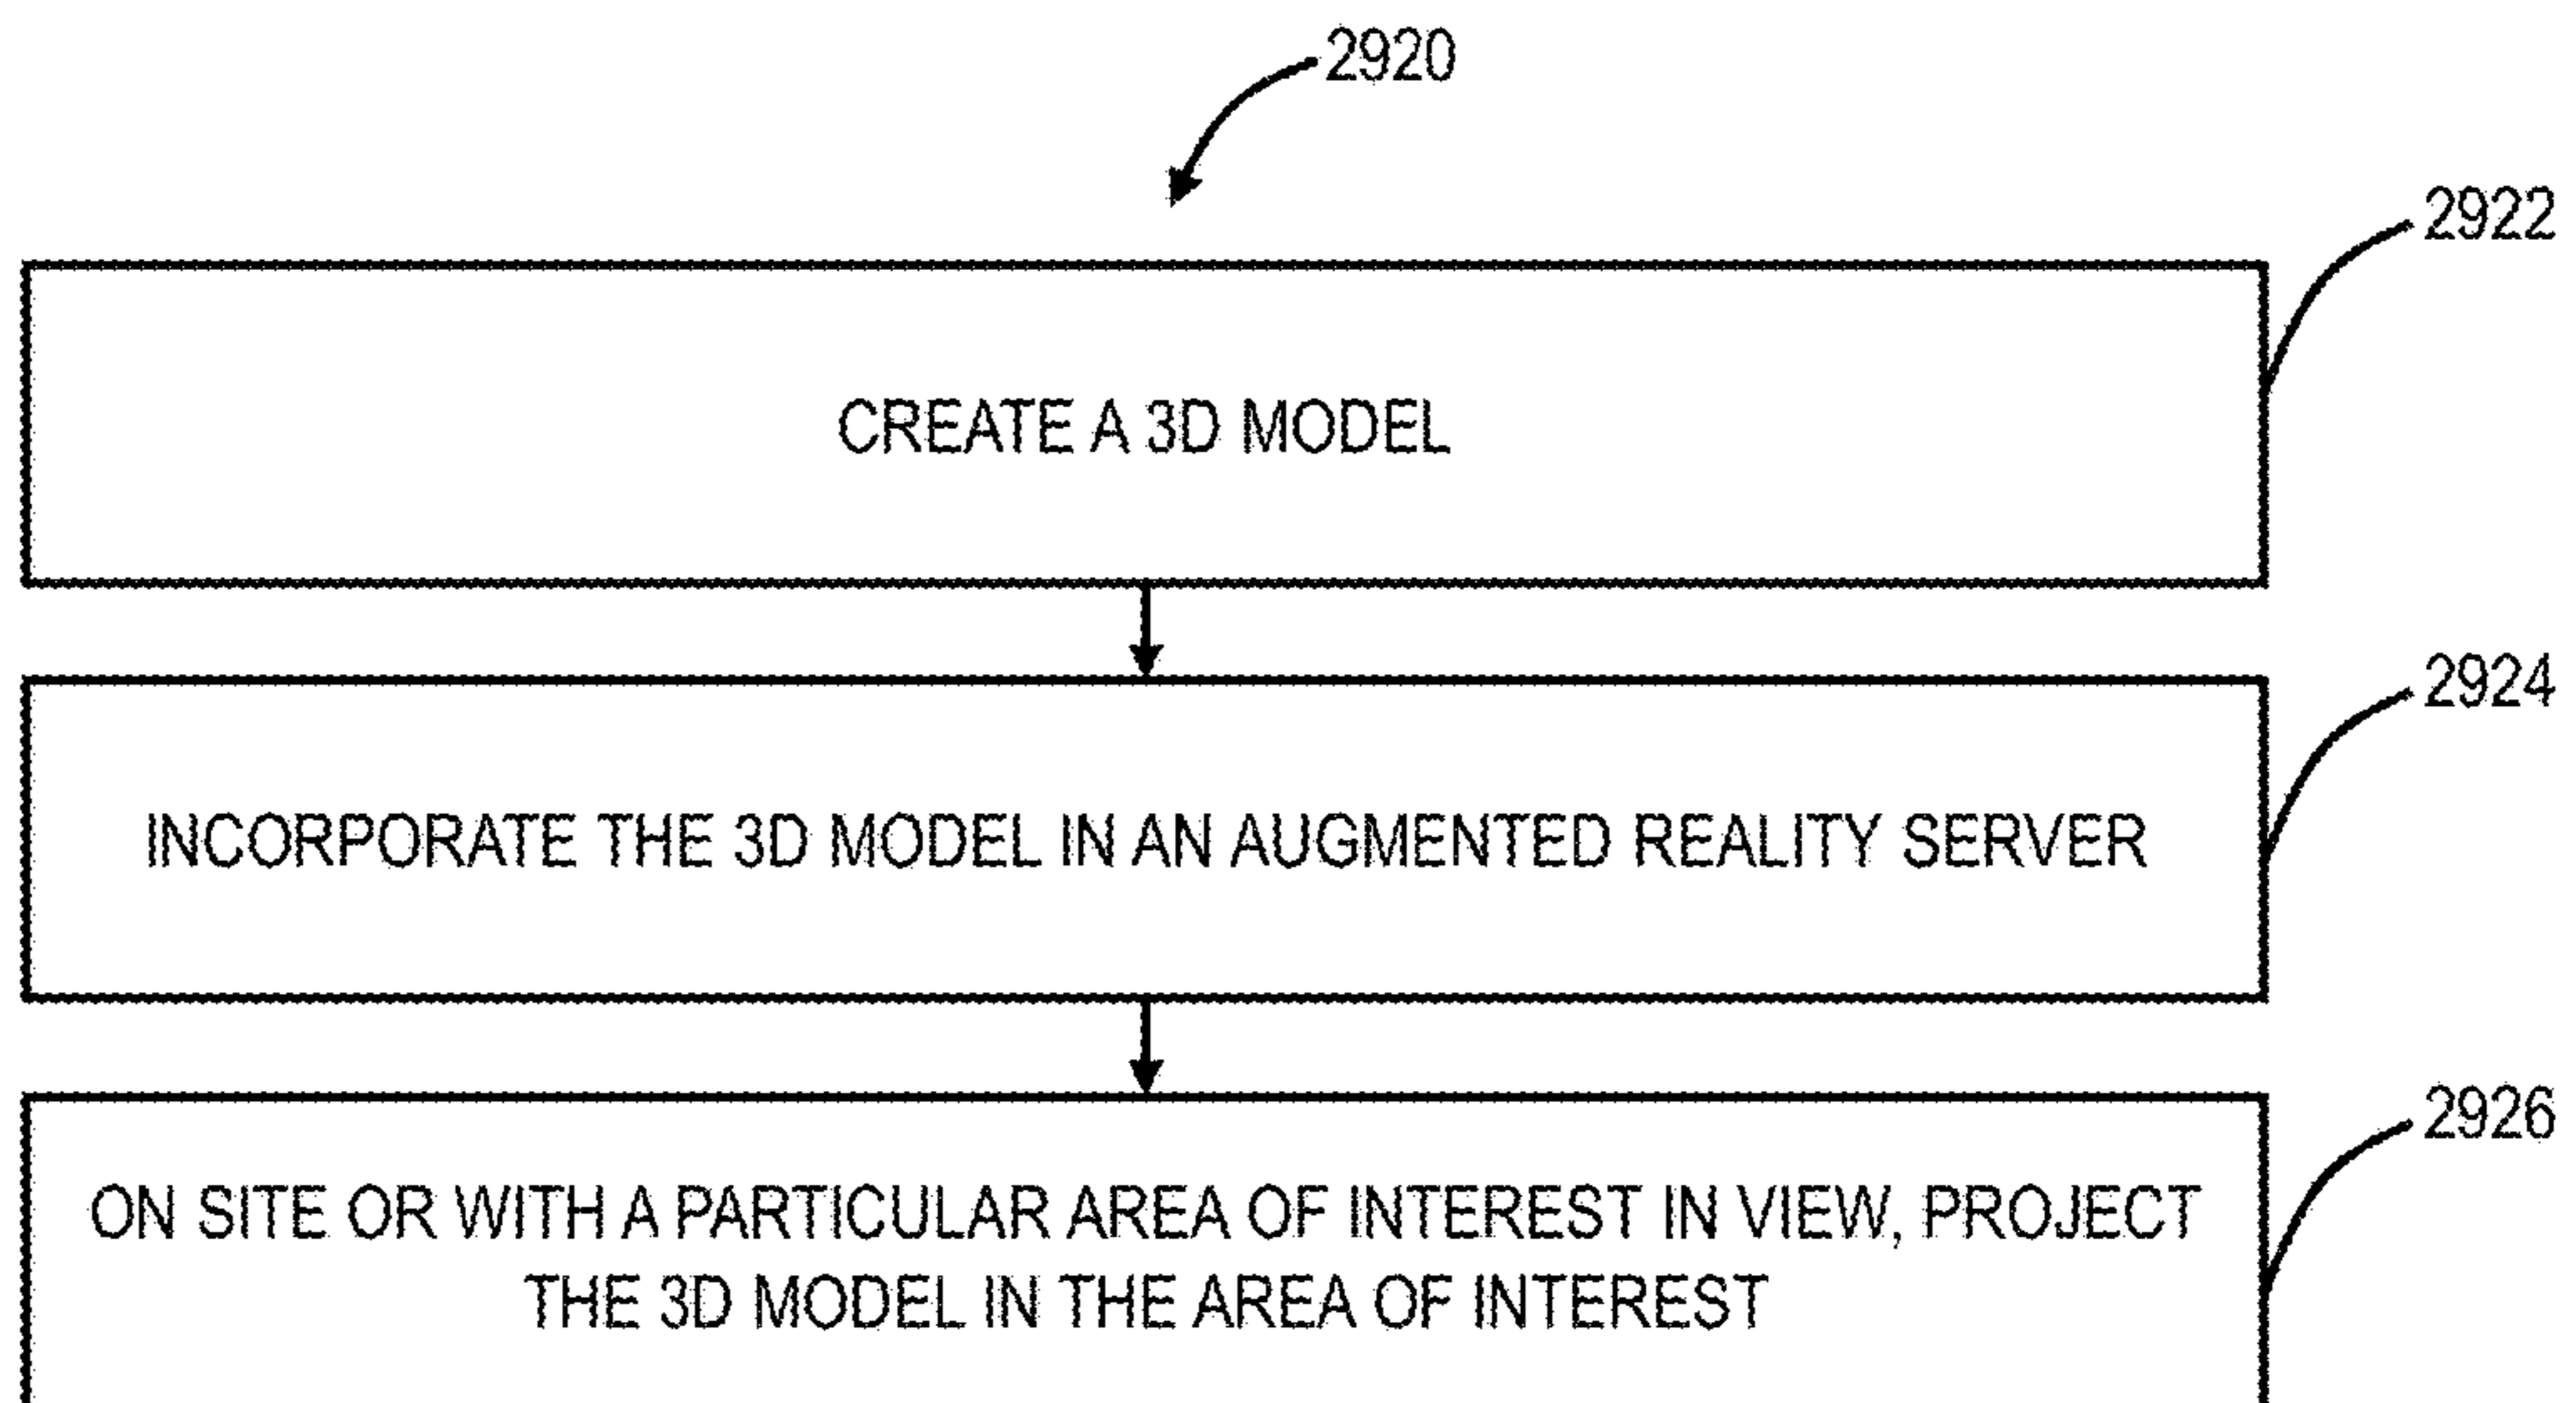 2920
2922
CREATE A 3D MODEL
2924
INCORPORATE THE 3D MODEL IN AN AUGMENTED REALITY SERVER
2926
ON SITE OR WITH A PARTICULAR AREA OF INTEREST IN VIEW, PROJECT
THE 3D MODEL IN THE AREA OF INTEREST